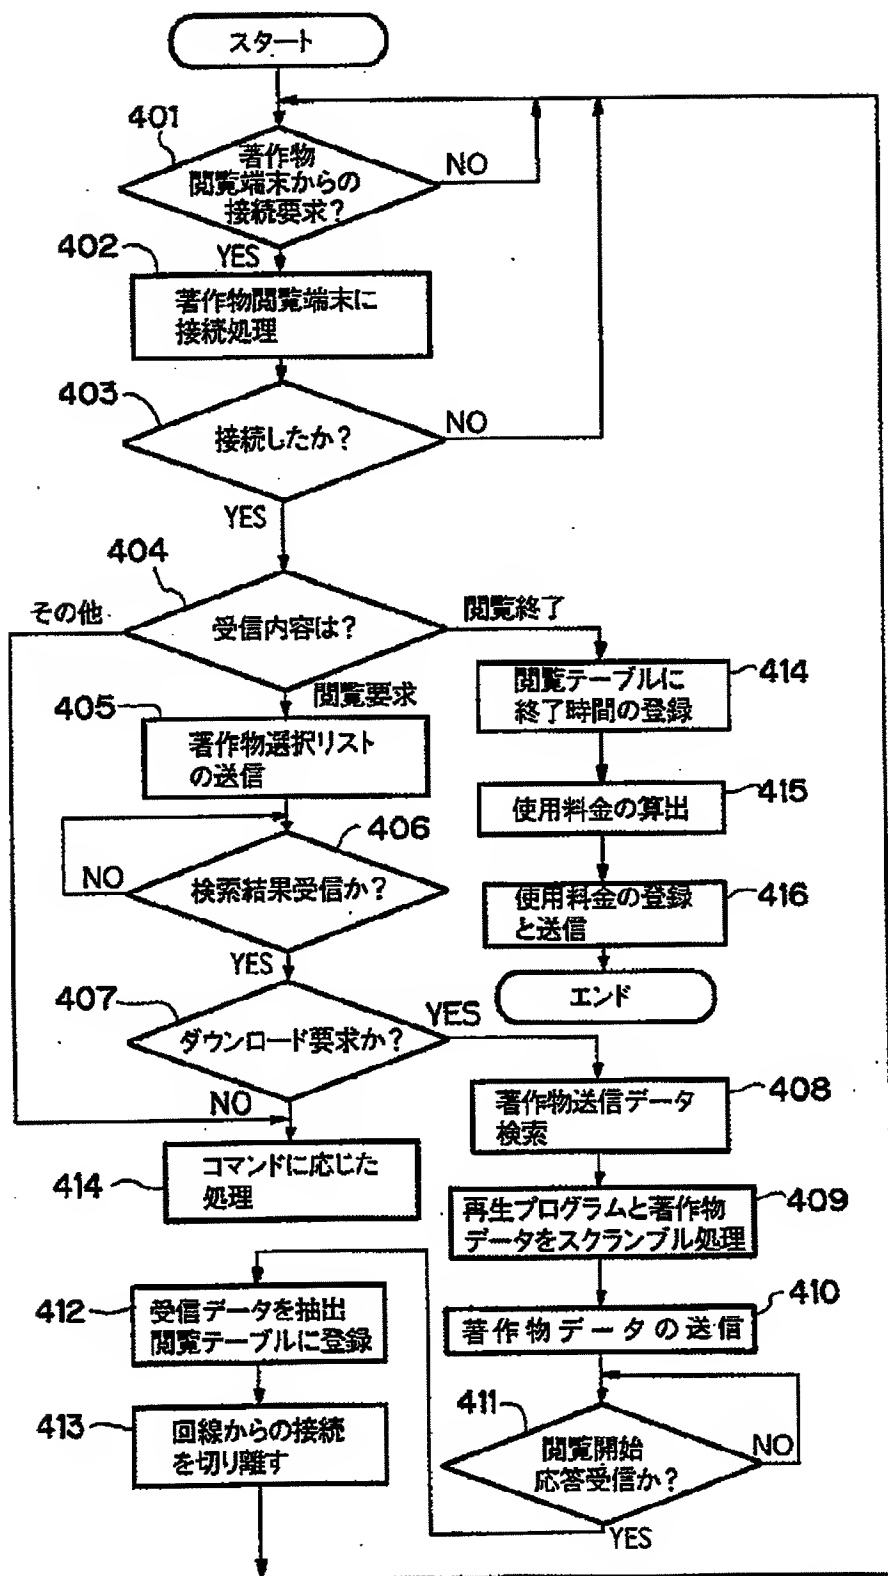 スタート
401
著作物
閲覧端末からの
接続要求?
NO
YES
402
著作物閲覧端末に
接続処理
403
接続したか?
NO
YES
404
その他
受信内容は?
閲覧終了
閲覧要求
405
著作物選択リスト
の送信
414
閲覧テーブルに
終了時間の登録
415
使用料金の算出
406
検索結果受信か?
NO
YES
416
使用料金の登録
と送信
エンド
407
ダウンロード要求か?
YES
NO
408
著作物送信データ
検索
414
コマンドに応じた
処理
409
再生プログラムと著作物
データをスクランブル処理
410
著作物データの送信
411
閲覧開始
応答受信か?
NO
YES
412
受信データを抽出
閲覧テーブルに登録
413
回線からの接続
を切り離す